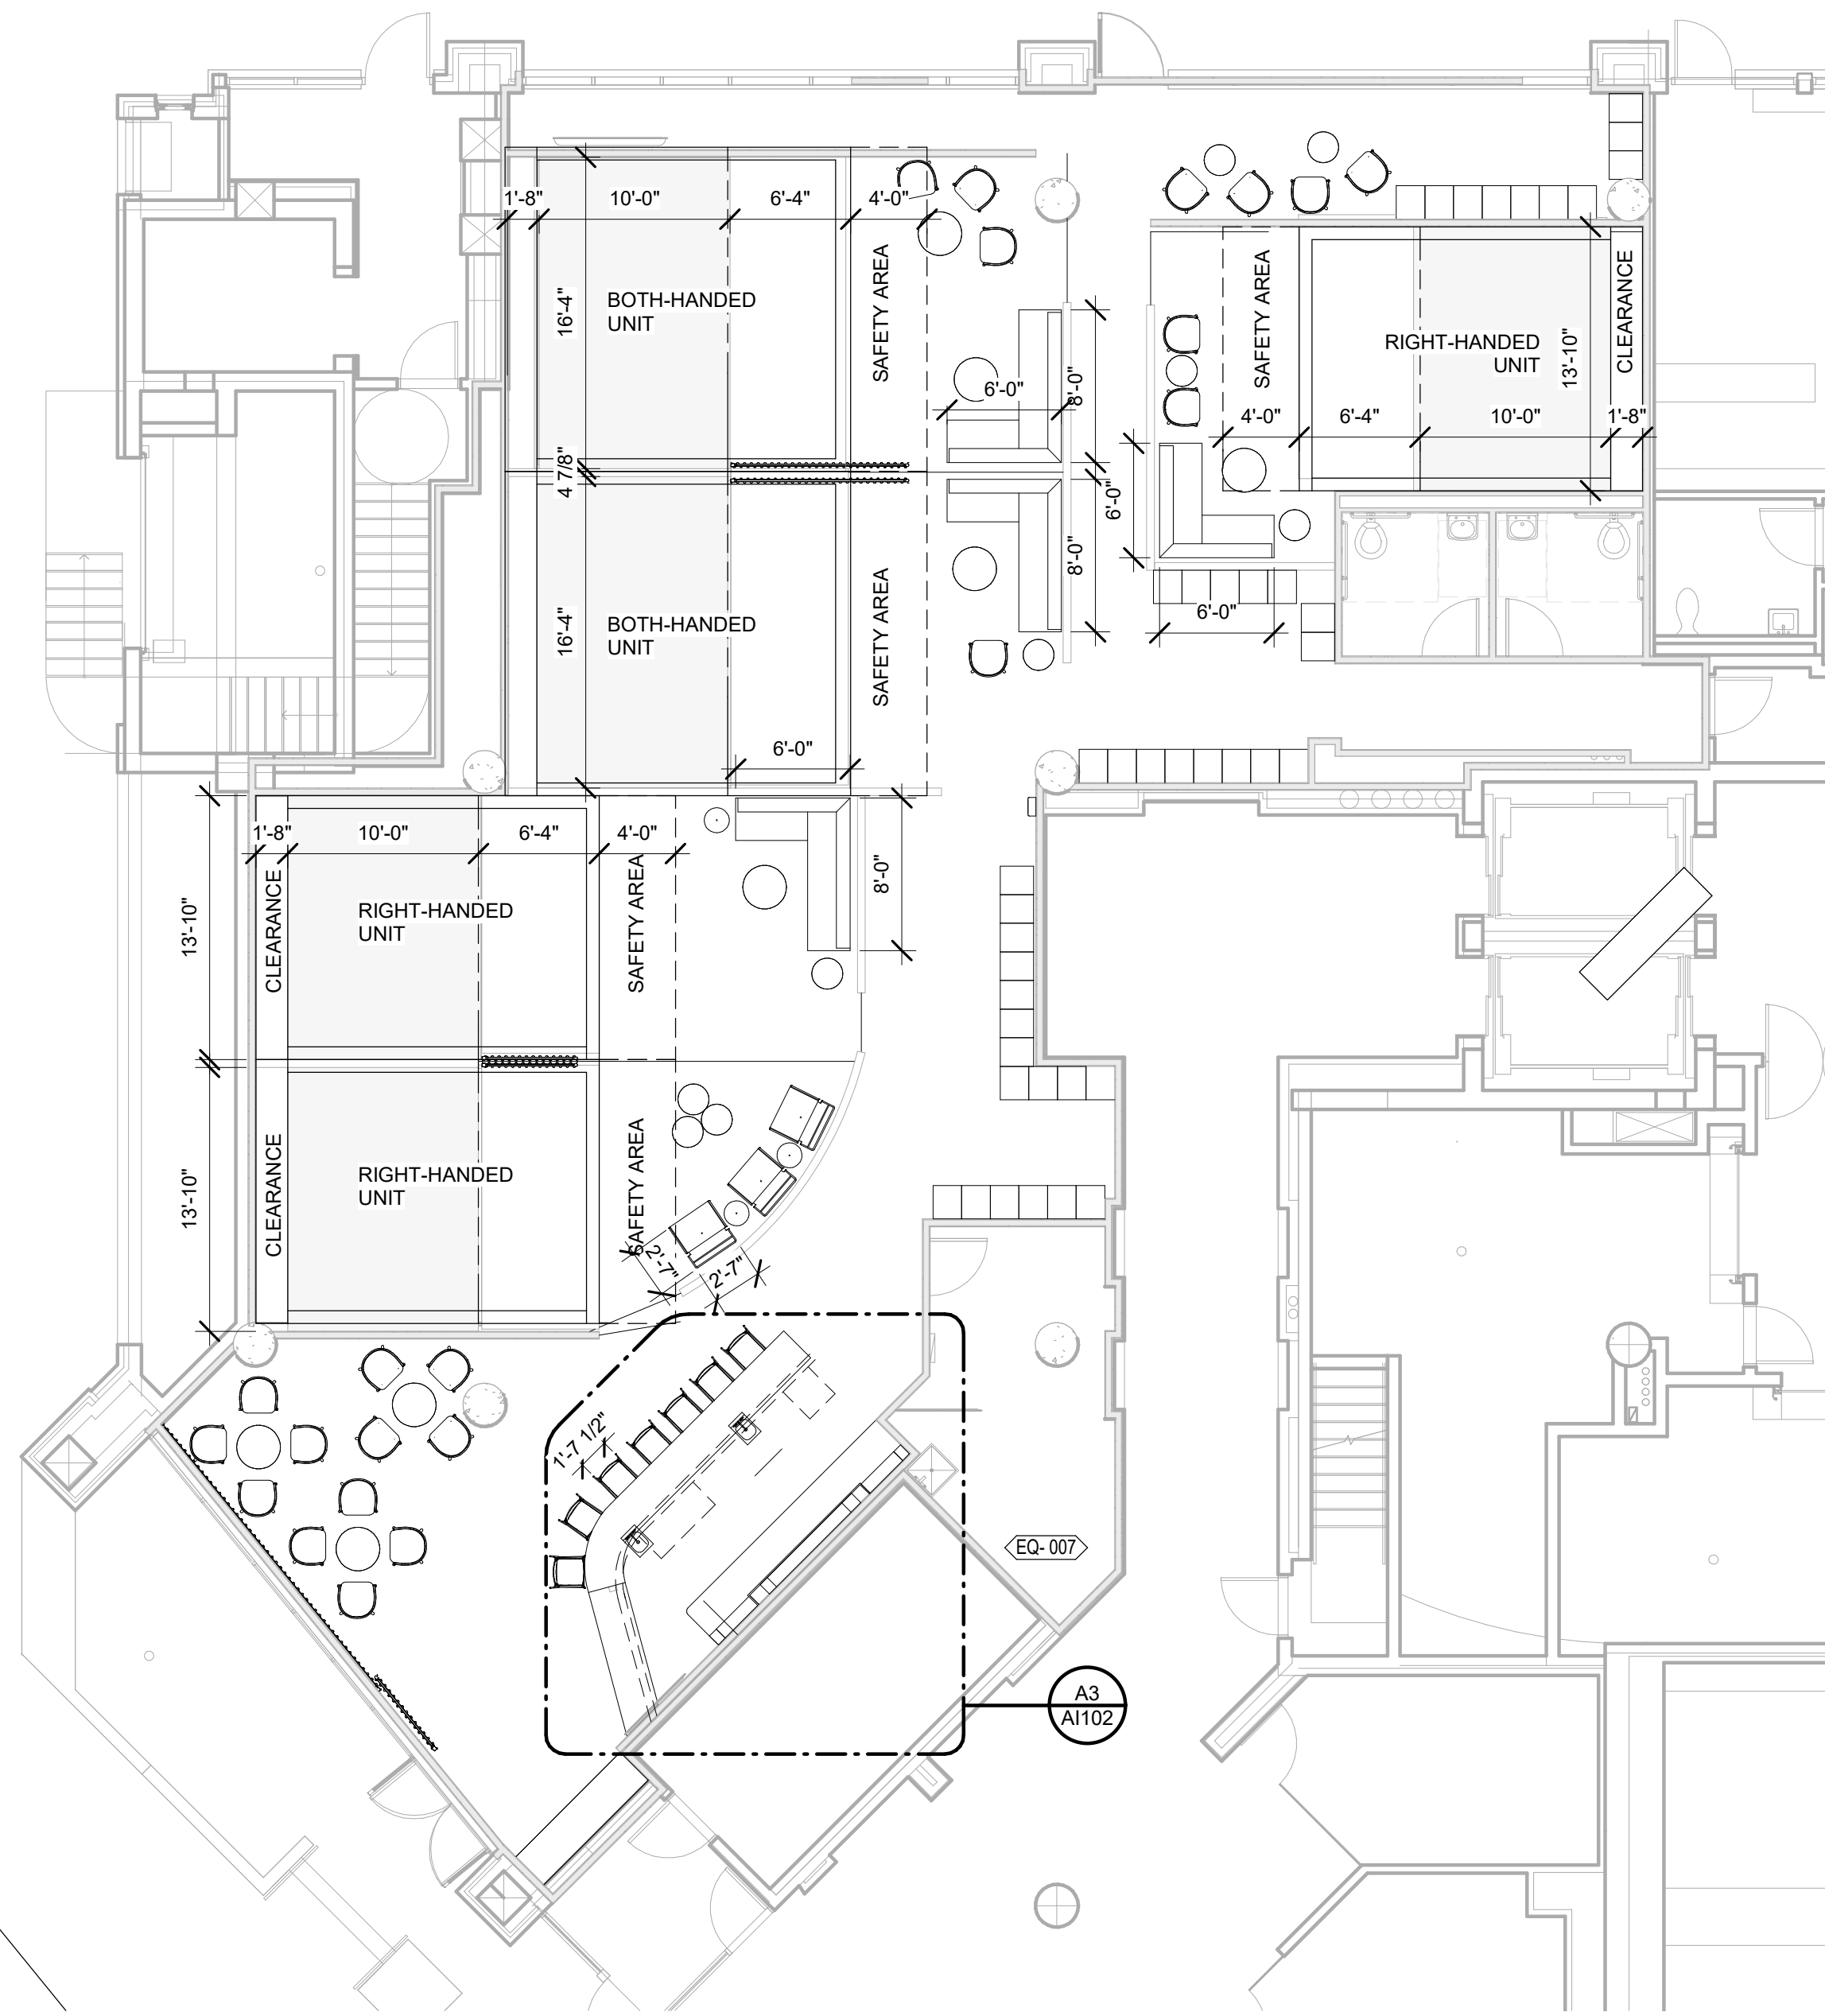 1'-8"
10'-0"
6'-4"
4'-0"
16'-4"
BOTH-HANDED
UNIT
SAFETY AREA
SAFETY AREA
RIGHT-HANDED
UNIT
13'-10"
CLEARANCE
4'-0"
6'-4"
10'-0"
1'-8"
6'-0"
8'-0"
4 7/8"
6'-0"
8'-0"
6'-0"
16'-4"
BOTH-HANDED
UNIT
SAFETY AREA
6'-0"
1'-8"
10'-0"
6'-4"
4'-0"
13'-10"
CLEARANCE
RIGHT-HANDED
UNIT
SAFETY AREA
8'-0"
13'-10"
CLEARANCE
RIGHT-HANDED
UNIT
SAFETY AREA
2'-7"
2'-7"
1'-7 1/2"
EQ- 007
A3
AI102